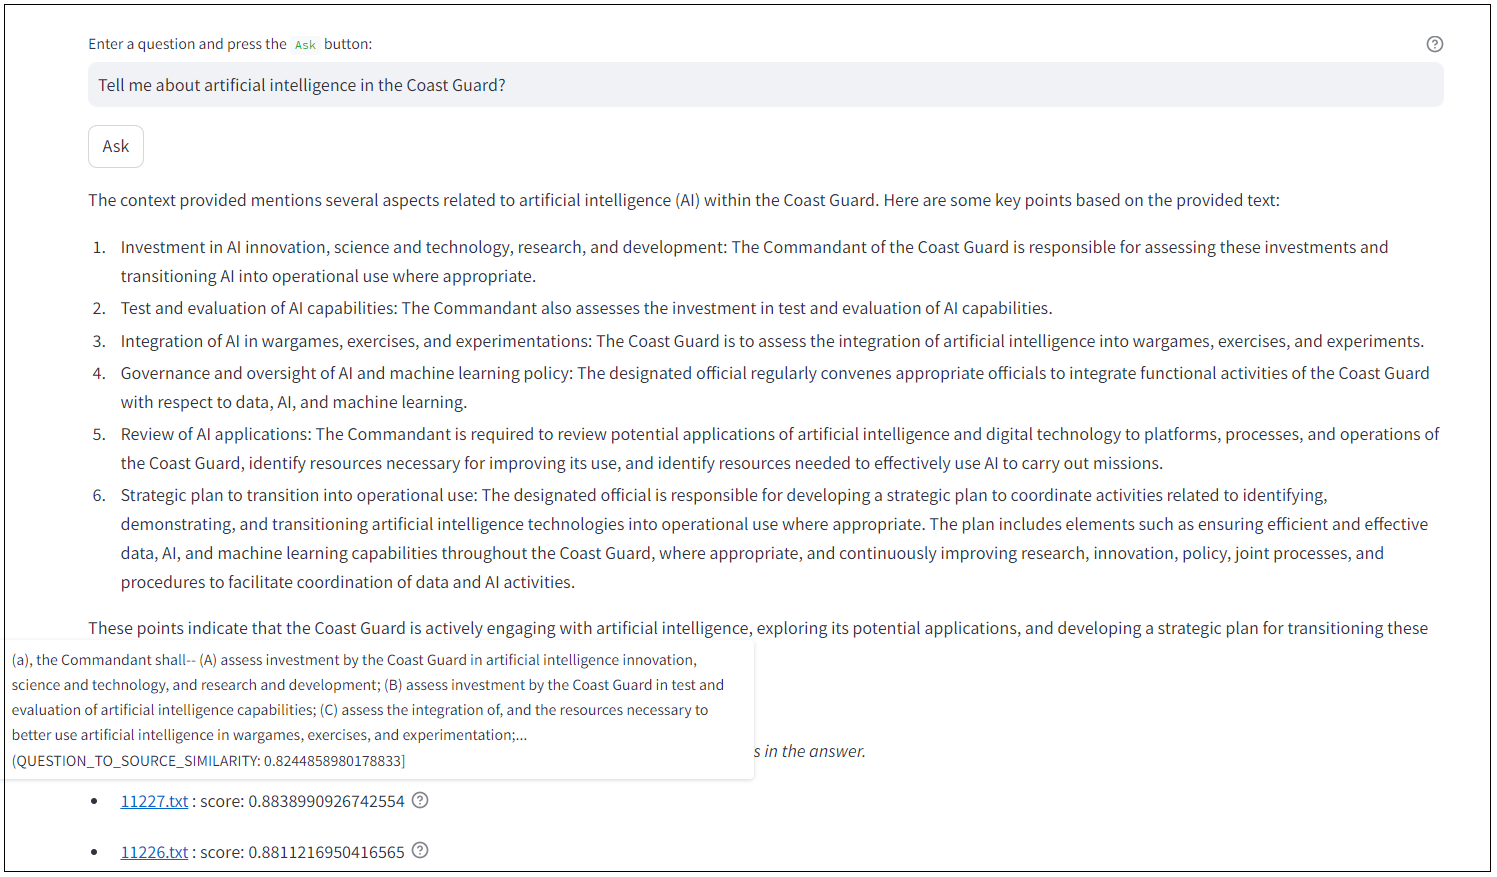 Enter a question and press the Ask button:
Tell me about artificial intelligence in the Coast Guard?
Ask
The context provided mentions several aspects related to artificial intelligence (AI) within the Coast Guard. Here are some key points based on the provided text:
1. Investment in AI innovation, science and technology, research, and development: The Commandant of the Coast Guard is responsible for assessing these investments and
transitioning AI into operational use where appropriate.
2. Test and evaluation of AI capabilities: The Commandant also assesses the investment in test and evaluation of AI capabilities.
3. Integration of AI in wargames, exercises, and experimentations: The Coast Guard is to assess the integration of artificial intelligence into wargames, exercises, and experiments.
4. Governance and oversight of AI and machine learning policy: The designated official regularly convenes appropriate officials to integrate functional activities of the Coast Guard
with respect to data, AI, and machine learning.
5. Review of AI applications: The Commandant is required to review potential applications of artificial intelligence and digital technology to platforms, processes, and operations of
the Coast Guard, identify resources necessary for improving its use, and identify resources needed to effectively use AI to carry out missions.
6. Strategic plan to transition into operational use: The designated official is responsible for developing a strategic plan to coordinate activities related to identifying,
demonstrating, and transitioning artificial intelligence technologies into operational use where appropriate. The plan includes elements such as ensuring efficient and effective
data, AI, and machine learning capabilities throughout the Coast Guard, where appropriate, and continuously improving research, innovation, policy, joint processes, and
procedures to facilitate coordination of data and AI activities.
These points indicate that the Coast Guard is actively engaging with artificial intelligence, exploring its potential applications, and developing a strategic plan for transitioning these
(a), the Commandant shall-- (A) assess investment by the Coast Guard in artificial intelligence innovation,
science and technology, and research and development; (B) assess investment by the Coast Guard in test and
evaluation of artificial intelligence capabilities; (C) assess the integration of, and the resources necessary to
better use artificial intelligence in wargames, exercises, and experimentation;...
(QUESTION_TO_SOURCE_SIMILARITY: 0.8244858980178833]
s in the answer.
• 11227.txt : score: 0.8838990926742554
• 11226.txt : score: 0.8811216950416565